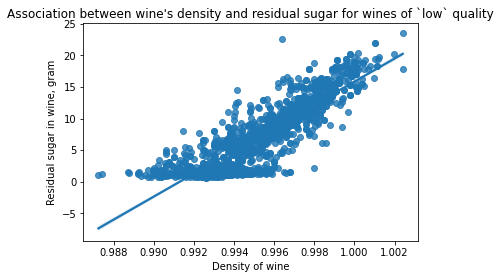 Association between wine's density and residual sugar for wines of `low` quality
25
20
15
10
5
0
−5
Residual sugar in wine, gram
0.988 0.990 0.992 0.994 0.996 0.998 1.000 1.002
Density of wine